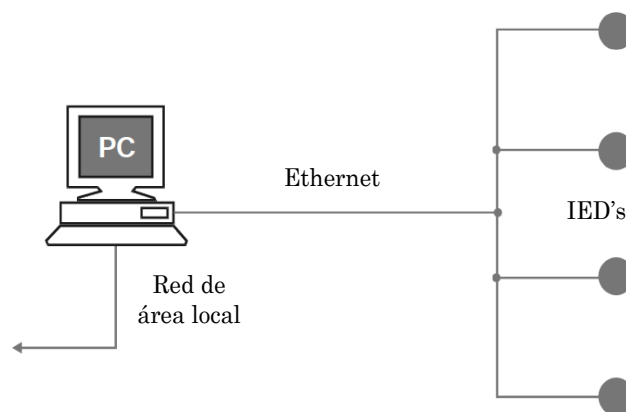 PC
Ethernet
IED's
Red de
área local